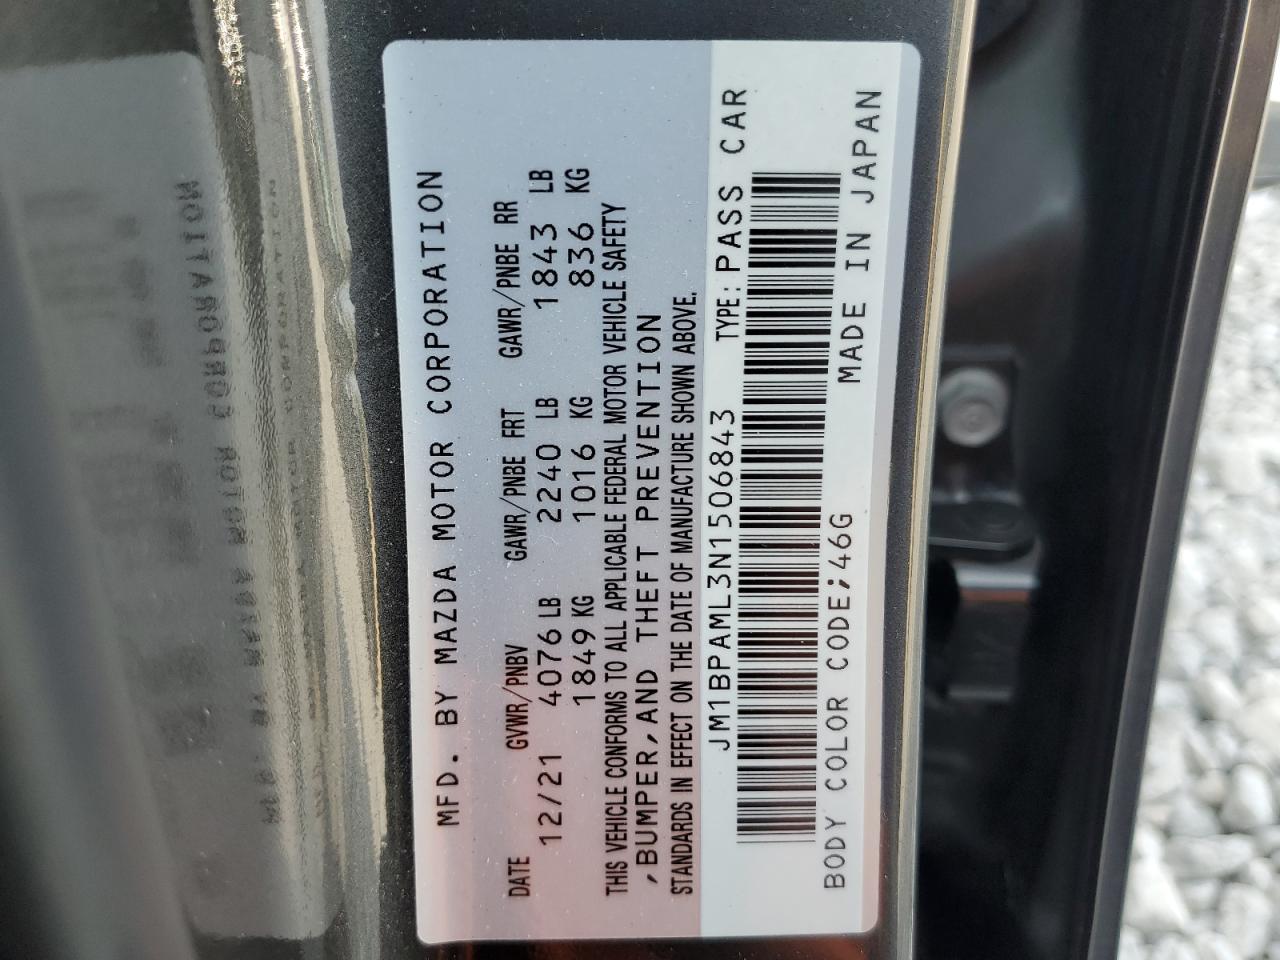 MFD. BY MAZDA MOTOR CORPORATION
DATE GVWR/PNBV GAWR/PNBE FRT GAWR/PNBE RR
12/21 4076 LB 2240 LB 1843 LB
1849 KG 1016 KG 836 KG
THIS VEHICLE CONFORMS TO ALL APPLICABLE FEDERAL MOTOR VEHICLE SAFETY
,BUMPER,AND THEFT PREVENTION
STANDARDS IN EFFECT ON THE DATE OF MANUFACTURE SHOWN ABOVE.
JM1BPAML3N1506843 TYPE: PASS CAR
BODY COLOR CODE;46G MADE IN JAPAN